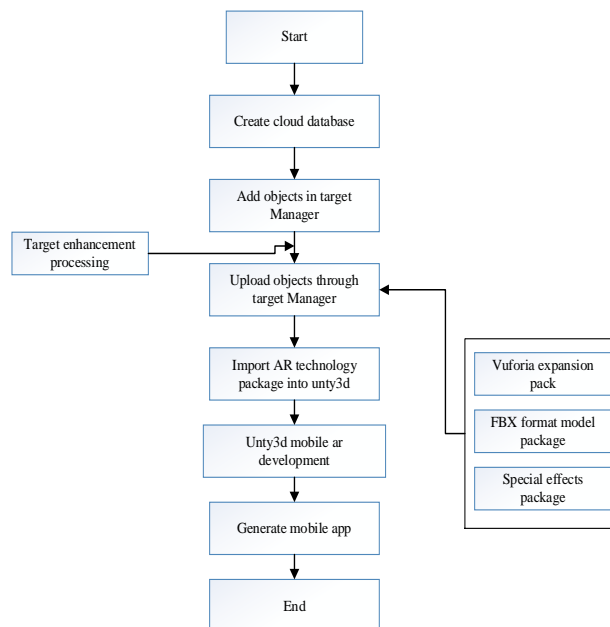 Start
Create cloud database
Add objects in target
Manager
Target enhancement
processing
Upload objects through
target Manager
Import AR technology
package into unty3d
Vuforia expansion
pack
FBX format model
package
Unty3d mobile ar
development
Special effects
package
Generate mobile app
End